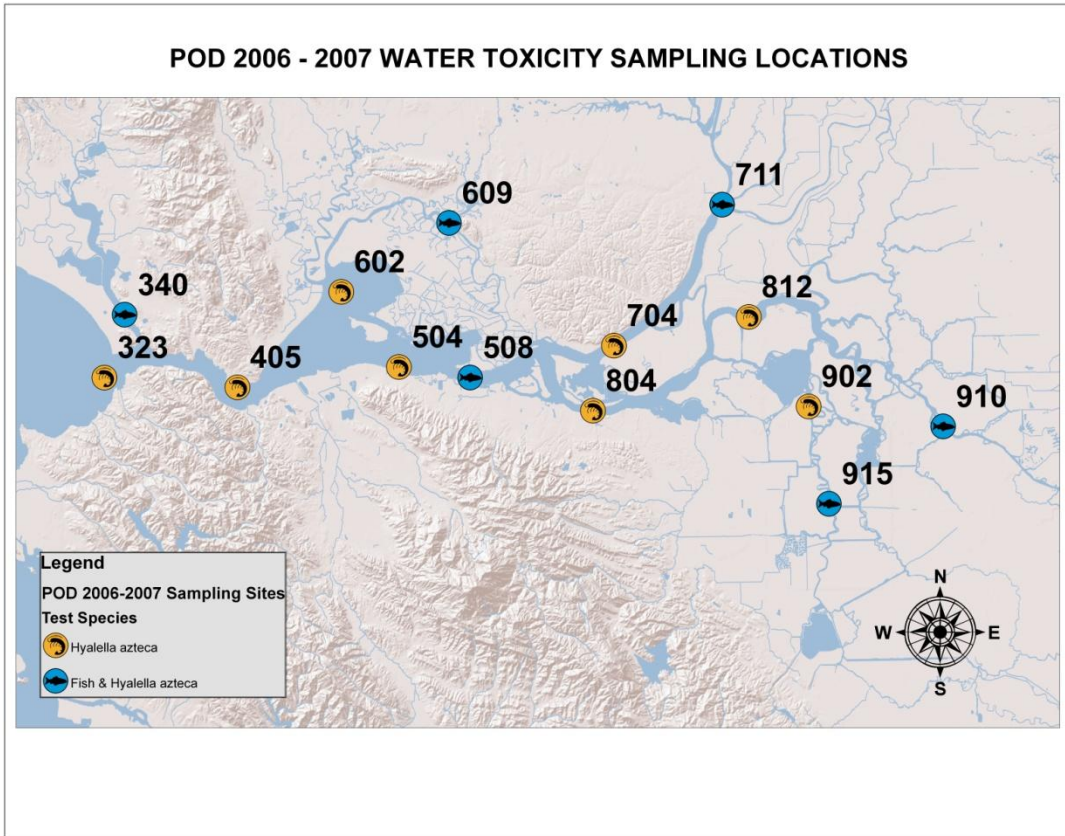 POD 2006 - 2007 WATER TOXICITY SAMPLING LOCATIONS
711
609
602
340
812
704
323
504
508
405
902
804
910
915
Legend
POD 2006-2007 Sampling Sites
Test Species
Hyalella azteca
Fish & Hyalella azteca
N
W E
S